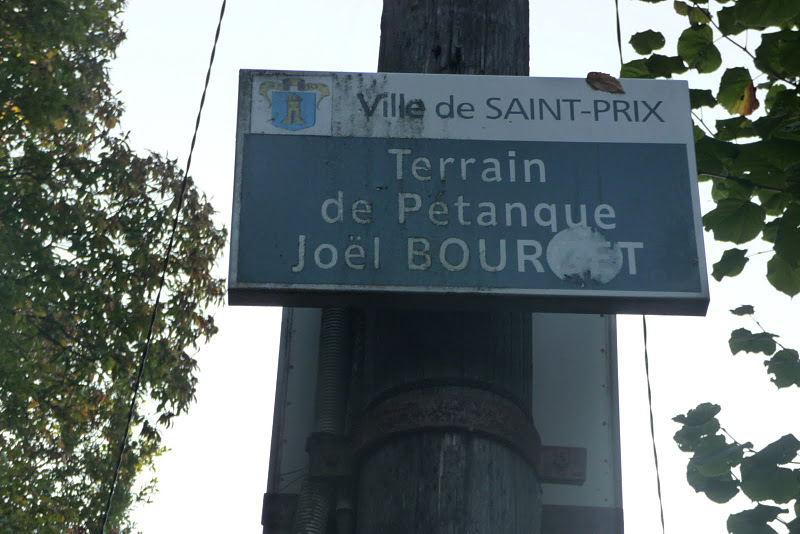 Ville de SAINT-PRIX
Terrain
de Pétanque
Joël